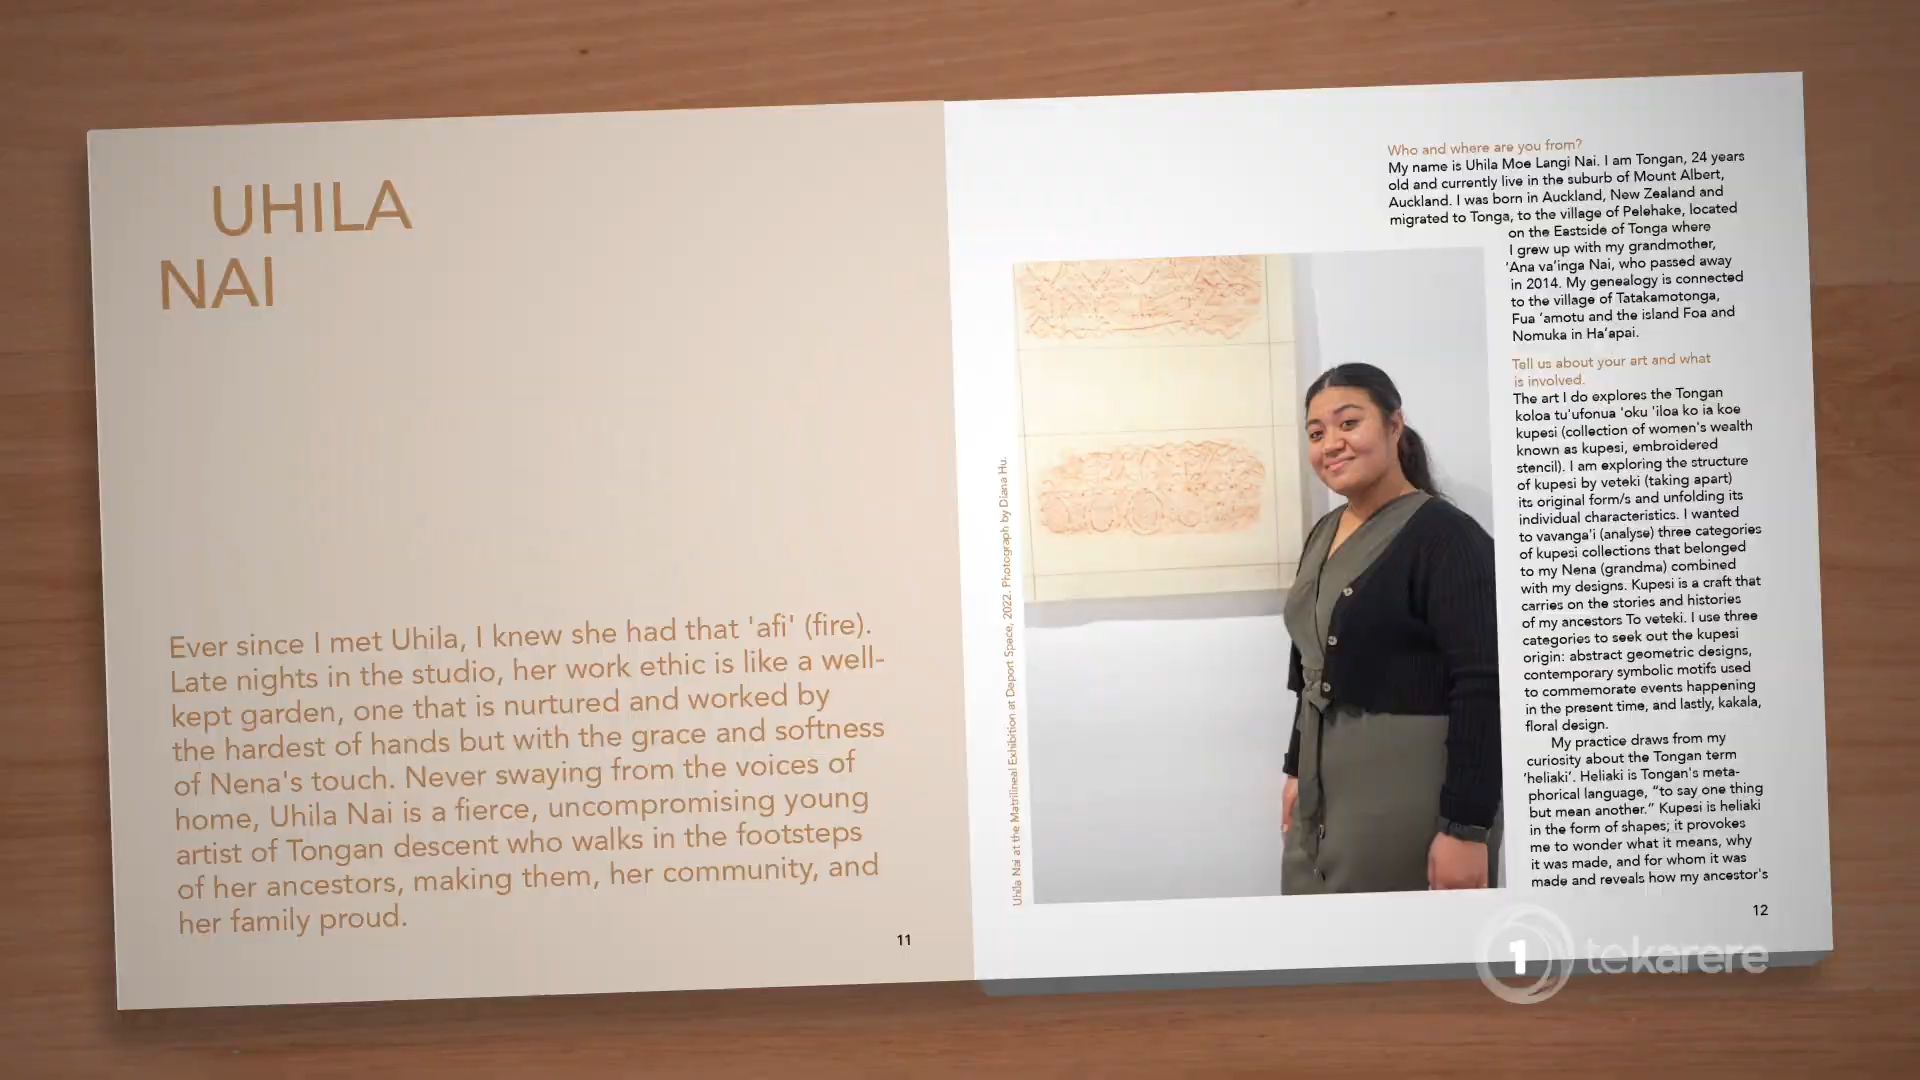 UHILA
NAI
Ever since I met Uhila, I knew she had that 'afi' (fire).
Late nights in the studio, her work ethic is like a well-
kept garden, one that is nurtured and worked by
the hardest of hands but with the grace and softness
of Nena's touch. Never swaying from the voices of
home, Uhila Nai is a fierce, uncompromising young
artist of Tongan descent who walks in the footsteps
of her ancestors, making them, her community, and
her family proud.
11
Uhila Nai at the Matrilineal Exhibition at Deport Space, 2022. Photograph by Diana Hu.
Who and where are you from?
My name is Uhila Moe Langi Nai. I am Tongan, 24 years
old and currently live in the suburb of Mount Albert,
Auckland. I was born in Auckland, New Zealand and
migrated to Tonga, to the village of Pelehake, located
on the Eastside of Tonga where
I grew up with my grandmother,
'Ana va'inga Nai, who passed away
in 2014. My genealogy is connected
to the village of Tatakamotonga,
Fua 'amotu and the island Foa and
Nomuka in Ha'apai.
Tell us about your art and what
is involved.
The art I do explores the Tongan
koloa tu'ufonua 'oku 'iloa ko ia koe
kupesi (collection of women's wealth
known as kupesi, embroidered
stencil). I am exploring the structure
of kupesi by veteki (taking apart)
its original form/s and unfolding its
individual characteristics. I wanted
to vavanga'i (analyse) three categories
of kupesi collections that belonged
to my Nena (grandma) combined
with my designs. Kupesi is a craft that
carries on the stories and histories
of my ancestors To veteki. I use three
categories to seek out the kupesi
origin: abstract geometric designs,
contemporary symbolic motifs used
to commemorate events happening
in the present time, and lastly, kakala,
floral design.
My practice draws from my
curiosity about the Tongan term
'heliaki'. Heliaki is Tongan's meta-
phorical language, "to say one thing
but mean another." Kupesi is heliaki
in the form of shapes; it provokes
me to wonder what it means, why
it was made, and for whom it was
made and reveals how my ancestor's
12
1 tekarere